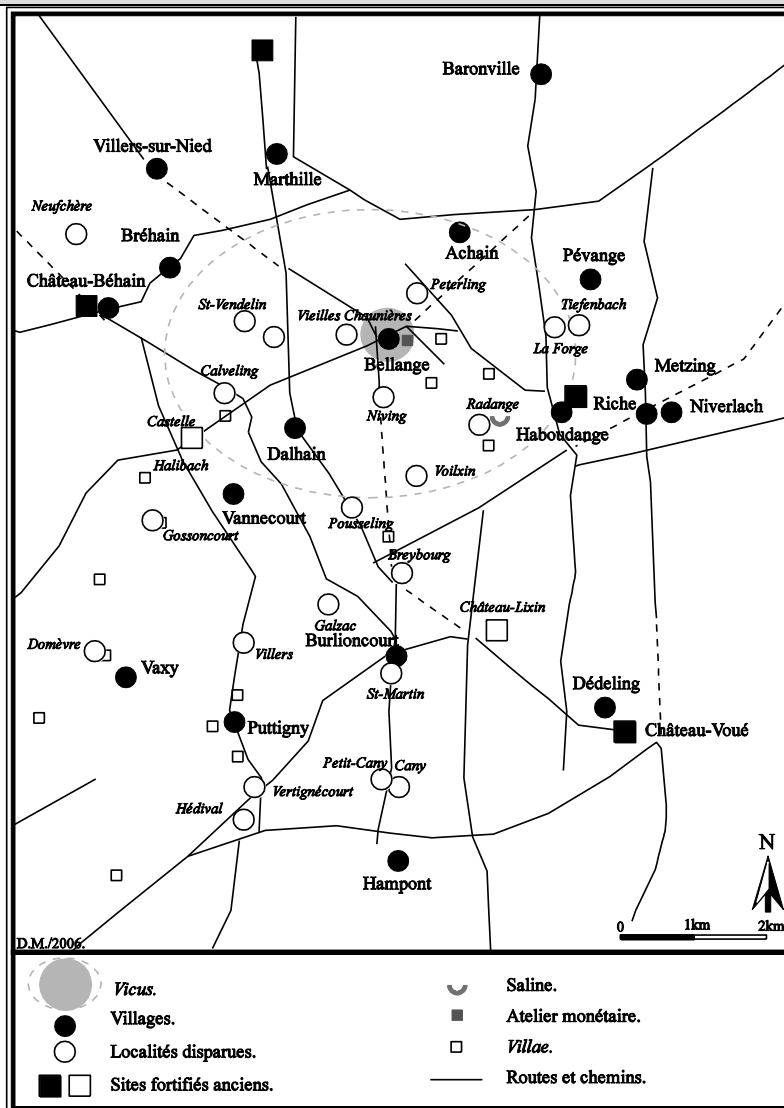 Baronville
Villers-sur-Nied
Marthille
Neufchère
Bréhain
Achain
Pévange
Château-Béhain
Peterling
St-Vendelin
Vieilles Chaunières
Tiefenbach
La Forge
Bellange
Metzing
Calveling
Niving
Radange
Riche
Niverlach
Castelle
Haboudange
Dalhain
Halibach
Voilxin
Vannecourt
Pousseling
Gossoncourt
Breybourg
Château-Lixin
Galzac
Burlioncourt
Domèvre
Villers
Vaxy
St-Martin
Dédeling
Puttigny
Château-Voué
Petit-Cany
Cany
Vertignécourt
Hédival
N
Hampont
0 1km 2km
D.M./2006.
Vicus.
Villages.
Localités disparues.
Sites fortifiés anciens.
Saline.
Atelier monétaire.
Villae.
Routes et chemins.